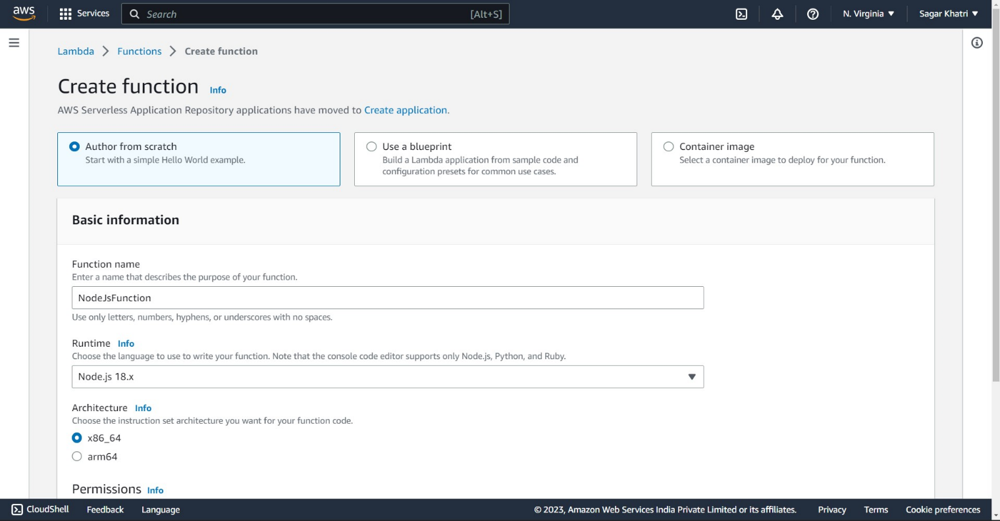 aws Services Search [Alt+S] N. Virginia Sagar Khatri
Lambda Functions Create function
Create function Info
AWS Serverless Application Repository applications have moved to Create application.
Author from scratch
Start with a simple Hello World example.
Use a blueprint
Build a Lambda application from sample code and
configuration presets for common use cases.
Container image
Select a container image to deploy for your function.
Basic information
Function name
Enter a name that describes the purpose of your function.
NodeJsFunction
Use only letters, numbers, hyphens, or underscores with no spaces.
Runtime Info
Choose the language to use to write your function. Note that the console code editor supports only Node.js, Python, and Ruby.
Node.js 18.x
Architecture Info
Choose the instruction set architecture you want for your function code.
x86_64
arm64
Permissions Info
CloudShell Feedback Language © 2023, Amazon Web Services India Private Limited or its affiliates. Privacy Terms Cookie preferences